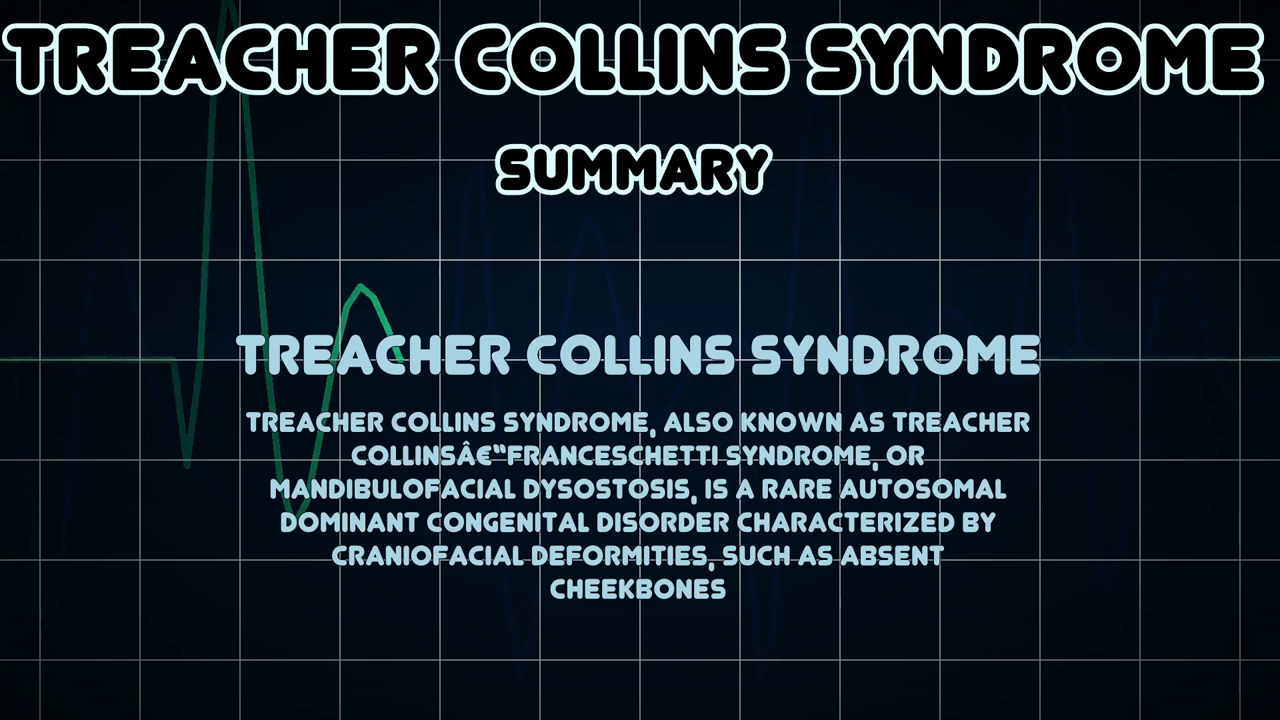 TREACHER COLLINS SYNDROME
SUMMARY
TREACHER COLLINS SYNDROME
TREACHER COLLINS SYNDROME, ALSO KNOWN AS TREACHER
COLLINSÂ€“FRANCESCHETTI SYNDROME, OR
MANDIBULOFACIAL DYSOSTOSIS, IS A RARE AUTOSOMAL
DOMINANT CONGENITAL DISORDER CHARACTERIZED BY
CRANIOFACIAL DEFORMITIES, SUCH AS ABSENT
CHEEKBONES